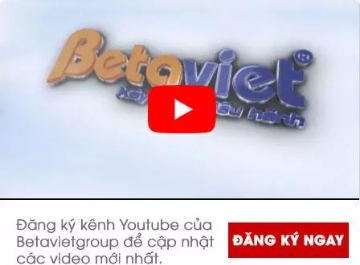 Betaviet®
Đăng ký kênh Youtube của
Betavietgroup để cập nhật
các video mới nhất.
ĐĂNG KÝ NGAY